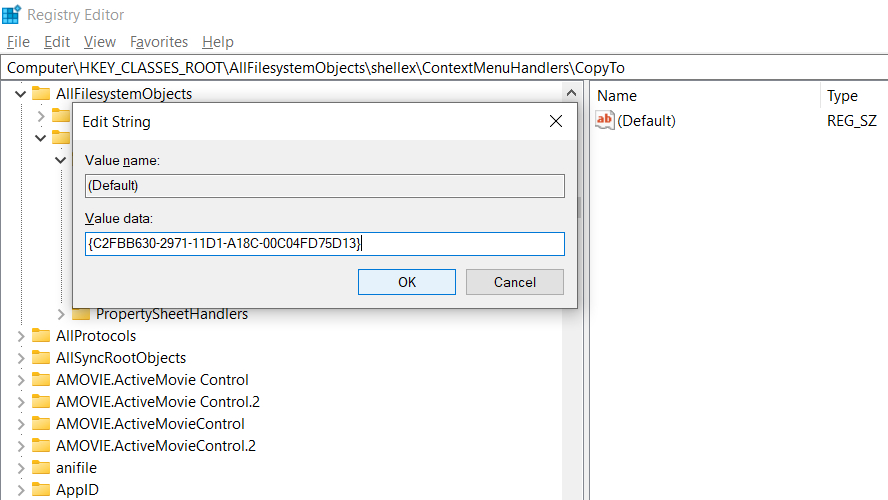 Registry Editor
File Edit View Favorites Help
Computer\HKEY_CLASSES_ROOT\AllFilesystemObjects\shellex\ContextMenuHandlers\CopyTo
AllFilesystemObjects
Name Type
ab (Default) REG_SZ
Edit String
Value name:
(Default)
Value data:
{C2FBB630-2971-11D1-A18C-00C04FD75D13}
OK Cancel
PropertySheetHandlers
AllProtocols
AllSyncRootObjects
AMOVIE.ActiveMovie Control
AMOVIE.ActiveMovie Control.2
AMOVIE.ActiveMovieControl
AMOVIE.ActiveMovieControl.2
anifile
AppID